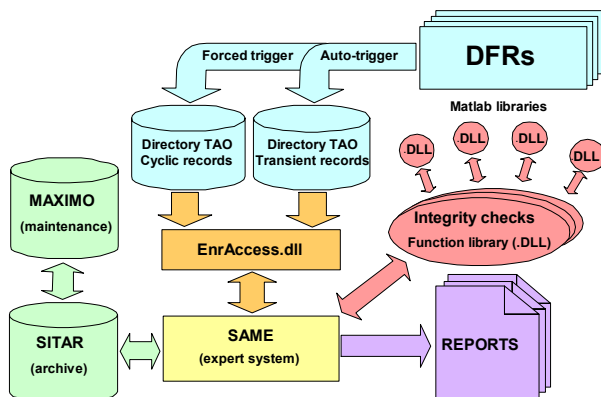 DFRs
Forced trigger
Auto-trigger
Matlab libraries
.DLL
.DLL
.DLL
.DLL
Directory TAO
Cyclic records
Directory TAO
Transient records
MAXIMO
(maintenance)
Integrity checks
Function library (.DLL)
EnrAccess.dll
SITAR
(archive)
SAME
(expert system)
REPORTS